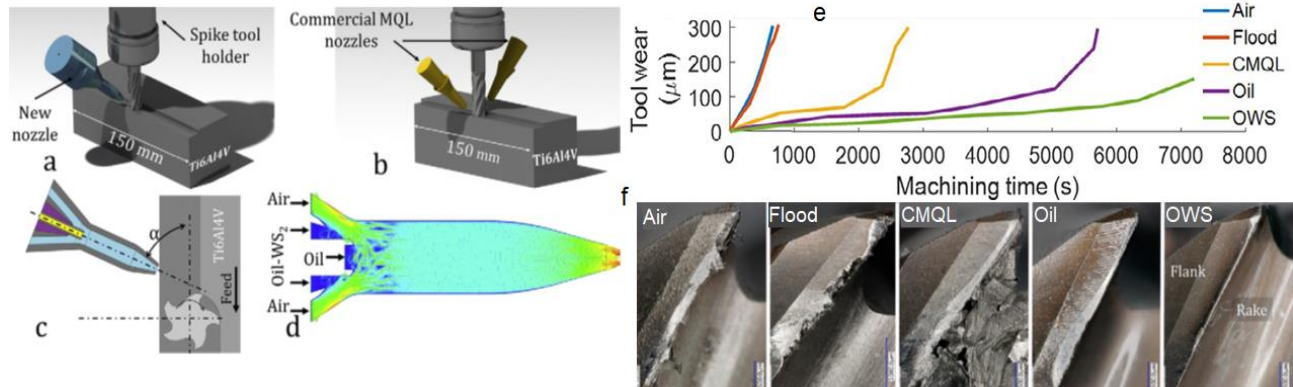 Spike tool
holder
New
nozzle
150 mm
Ti6Al4V
a
Commercial MQL
nozzles
150 mm
Ti6Al4V
b
e
Tool wear
(μm)
300
200
100
0
0 1000 2000 3000 4000 5000 6000 7000 8000
Machining time (s)
Air
Flood
CMQL
Oil
OWS
α
Ti6Al4V
Feed
c
Air
Oil-WS₂
Oil
Air
d
f
Air
Flood
CMQL
Oil
OWS
Flank
Rake